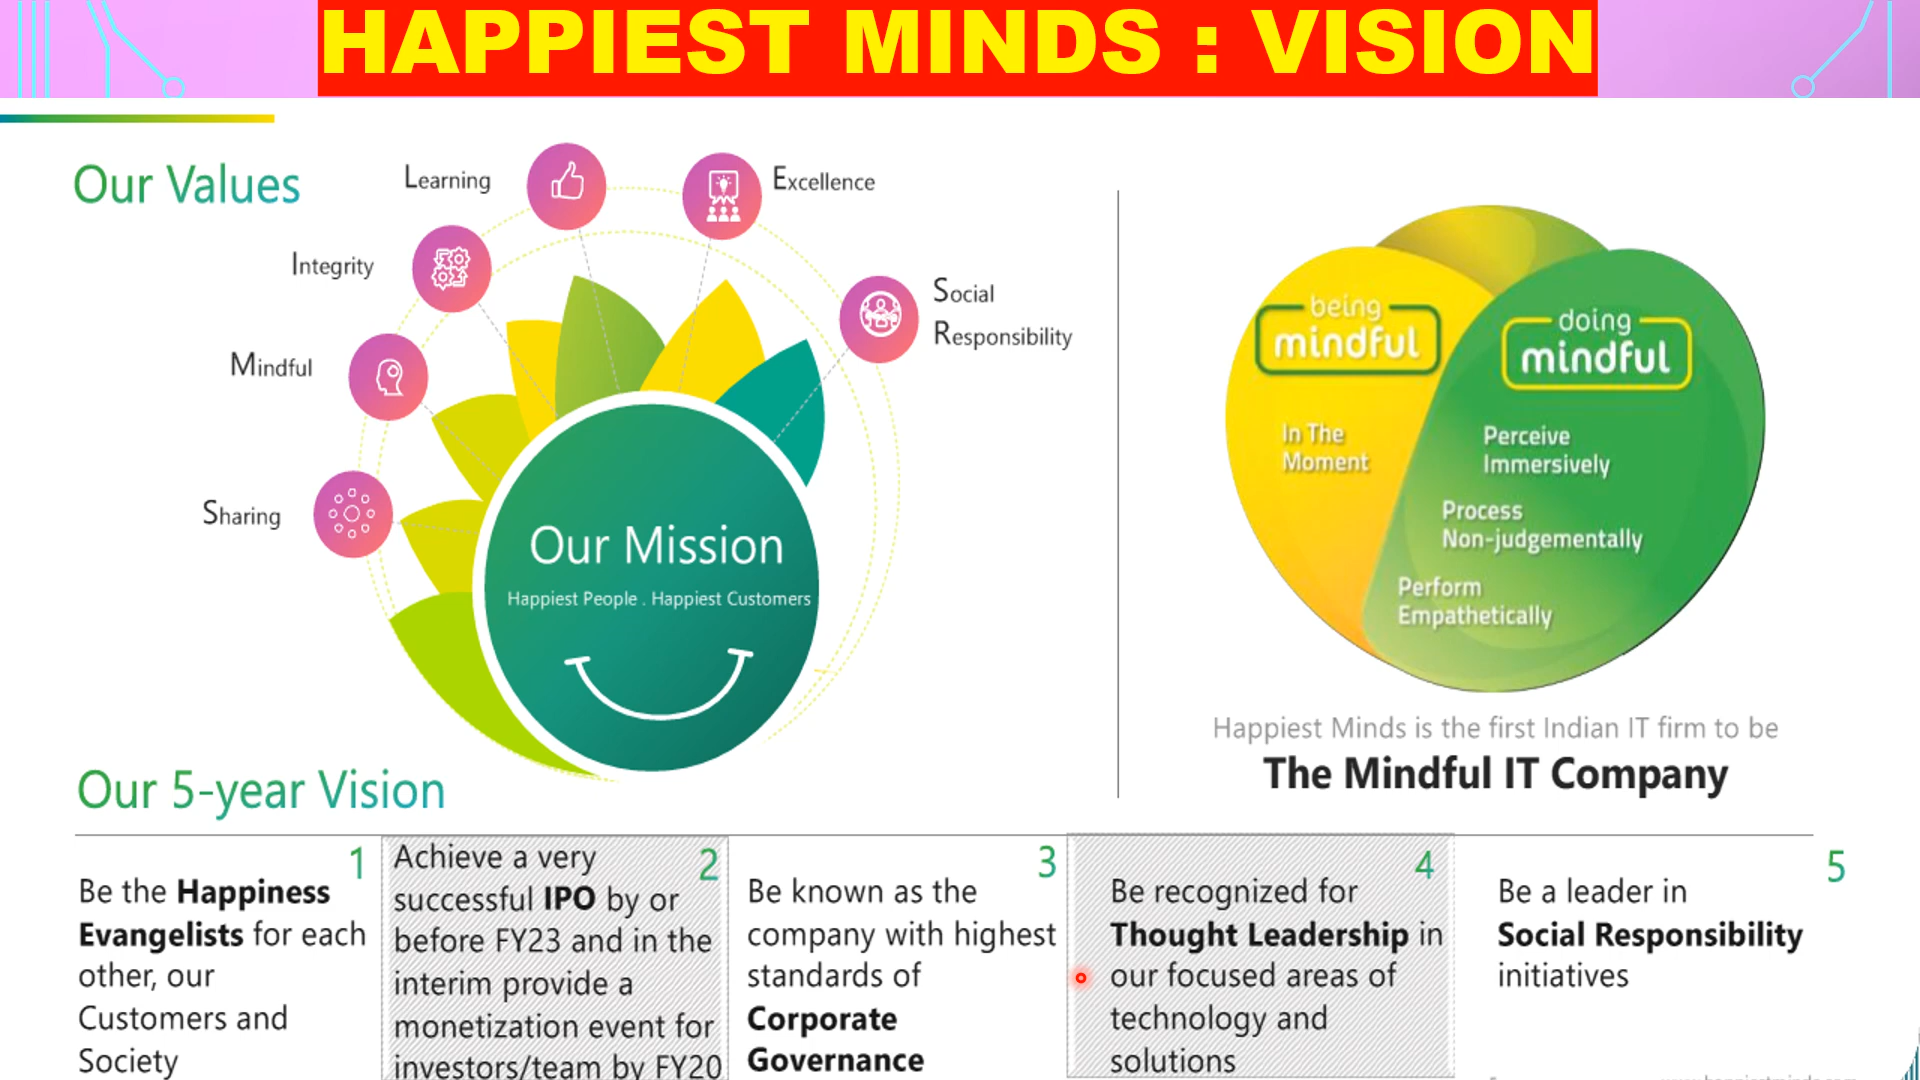 HAPPIEST MINDS : VISION
Our Values
Learning
Excellence
Integrity
Social
Responsibility
Mindful
Sharing
Our Mission
Happiest People . Happiest Customers
being
mindful
In The
Moment
doing
mindful
Perceive
Immersively
Process
Non-judgementally
Perform
Empathetically
Happiest Minds is the first Indian IT firm to be
The Mindful IT Company
Our 5-year Vision
1
Be the Happiness
Evangelists for each
other, our
Customers and
Society
2
Achieve a very
successful IPO by or
before FY23 and in the
interim provide a
monetization event for
investors/team by FY20
3
Be known as the
company with highest
standards of
Corporate
Governance
4
Be recognized for
Thought Leadership in
our focused areas of
technology and
solutions
5
Be a leader in
Social Responsibility
initiatives